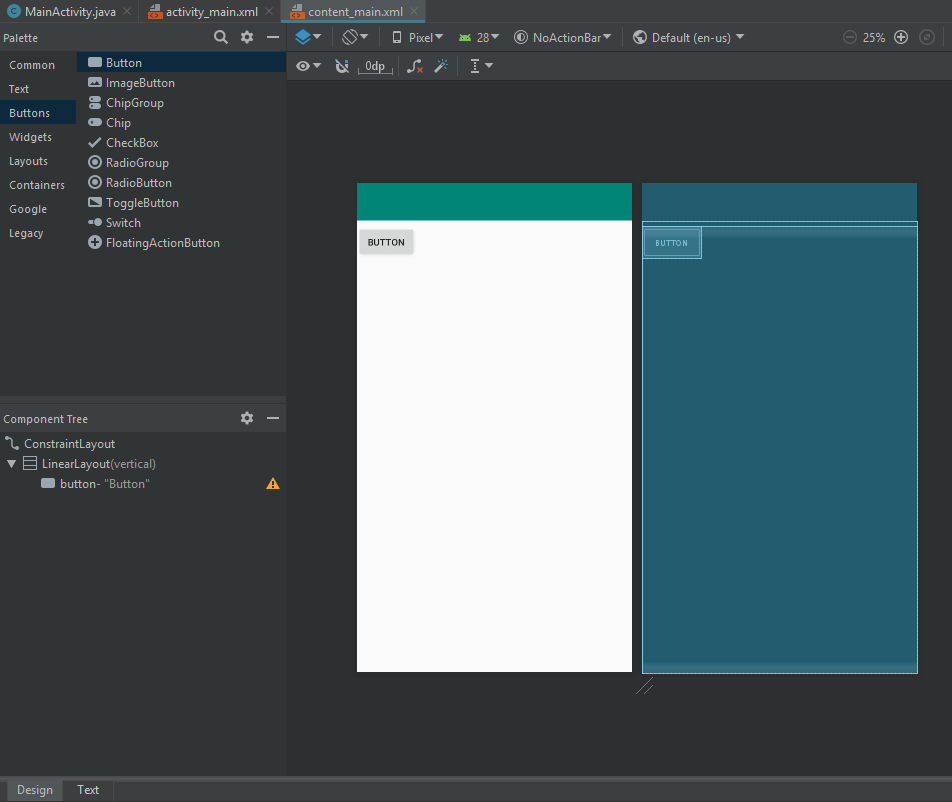 MainActivity.java activity_main.xml content_main.xml
Palette
Pixel 28 NoActionBar Default (en-us) 25%
0dp
Common
Text
Buttons
Widgets
Layouts
Containers
Google
Legacy
Button
ImageButton
ChipGroup
Chip
CheckBox
RadioGroup
RadioButton
ToggleButton
Switch
FloatingActionButton
BUTTON
BUTTON
Component Tree
ConstraintLayout
LinearLayout(vertical)
button- "Button"
Design Text